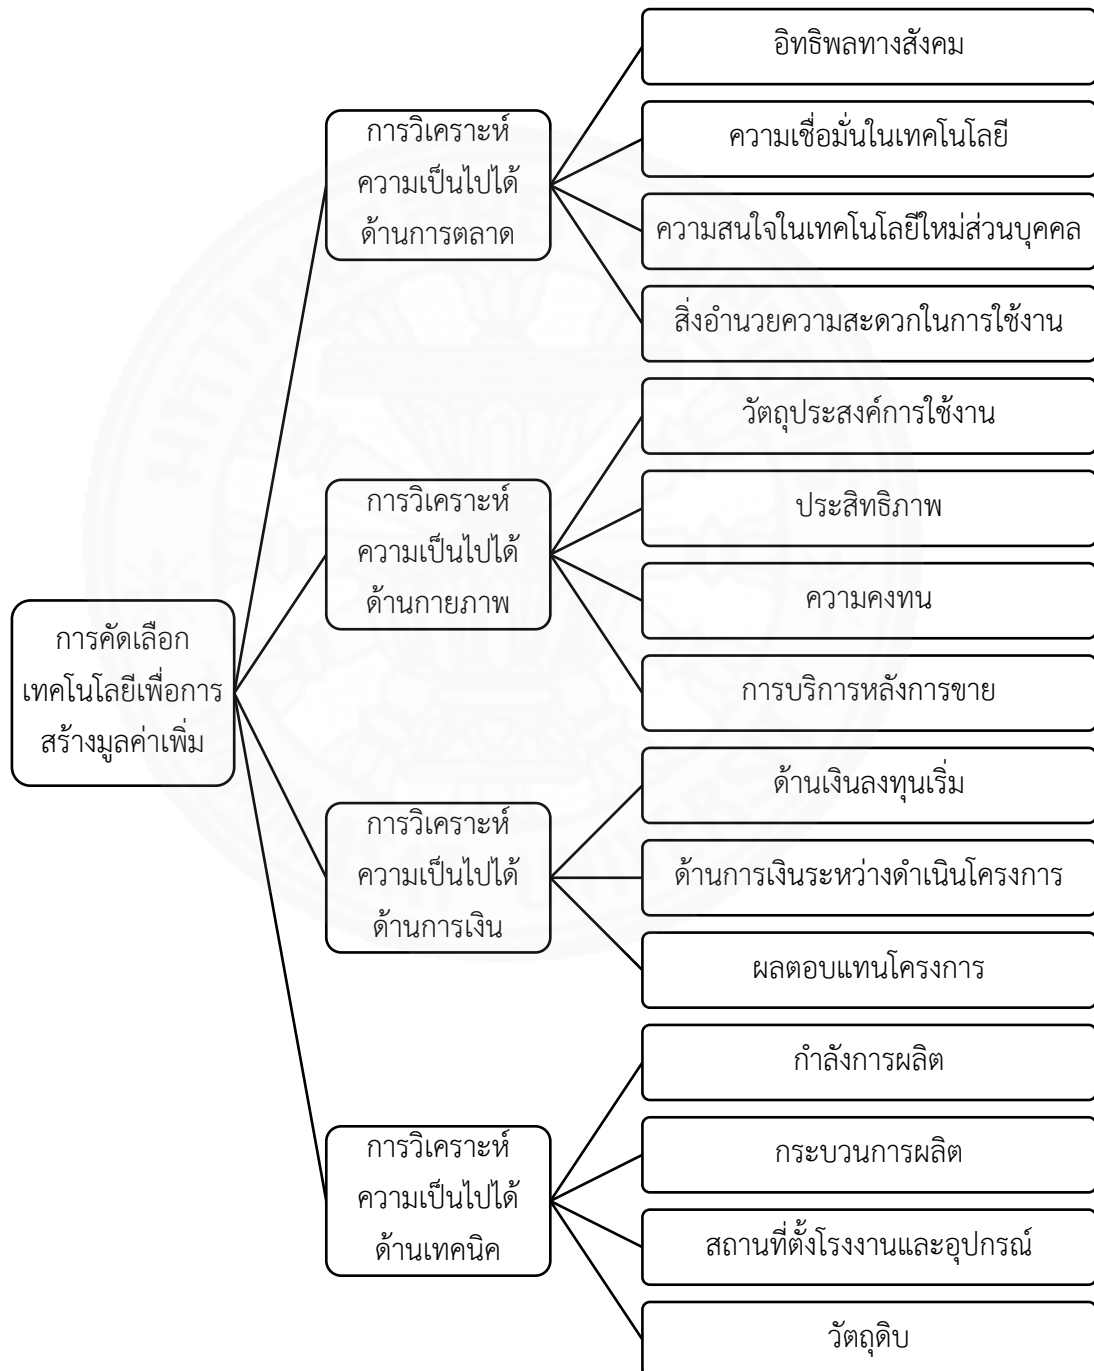 การคัดเลือก
เทคโนโลยีเพื่อการ
สร้างมูลค่าเพิ่ม
การวิเคราะห์
ความเป็นไปได้
ด้านการตลาด
อิทธิพลทางสังคม
ความเชื่อมั่นในเทคโนโลยี
ความสนใจในเทคโนโลยีใหม่ส่วนบุคคล
สิ่งอำนวยความสะดวกในการใช้งาน
การวิเคราะห์
ความเป็นไปได้
ด้านกายภาพ
วัตถุประสงค์การใช้งาน
ประสิทธิภาพ
ความคงทน
การบริการหลังการขาย
การวิเคราะห์
ความเป็นไปได้
ด้านการเงิน
ด้านเงินลงทุนเริ่ม
ด้านการเงินระหว่างดำเนินโครงการ
ผลตอบแทนโครงการ
การวิเคราะห์
ความเป็นไปได้
ด้านเทคนิค
กำลังการผลิต
กระบวนการผลิต
สถานที่ตั้งโรงงานและอุปกรณ์
วัตถุดิบ